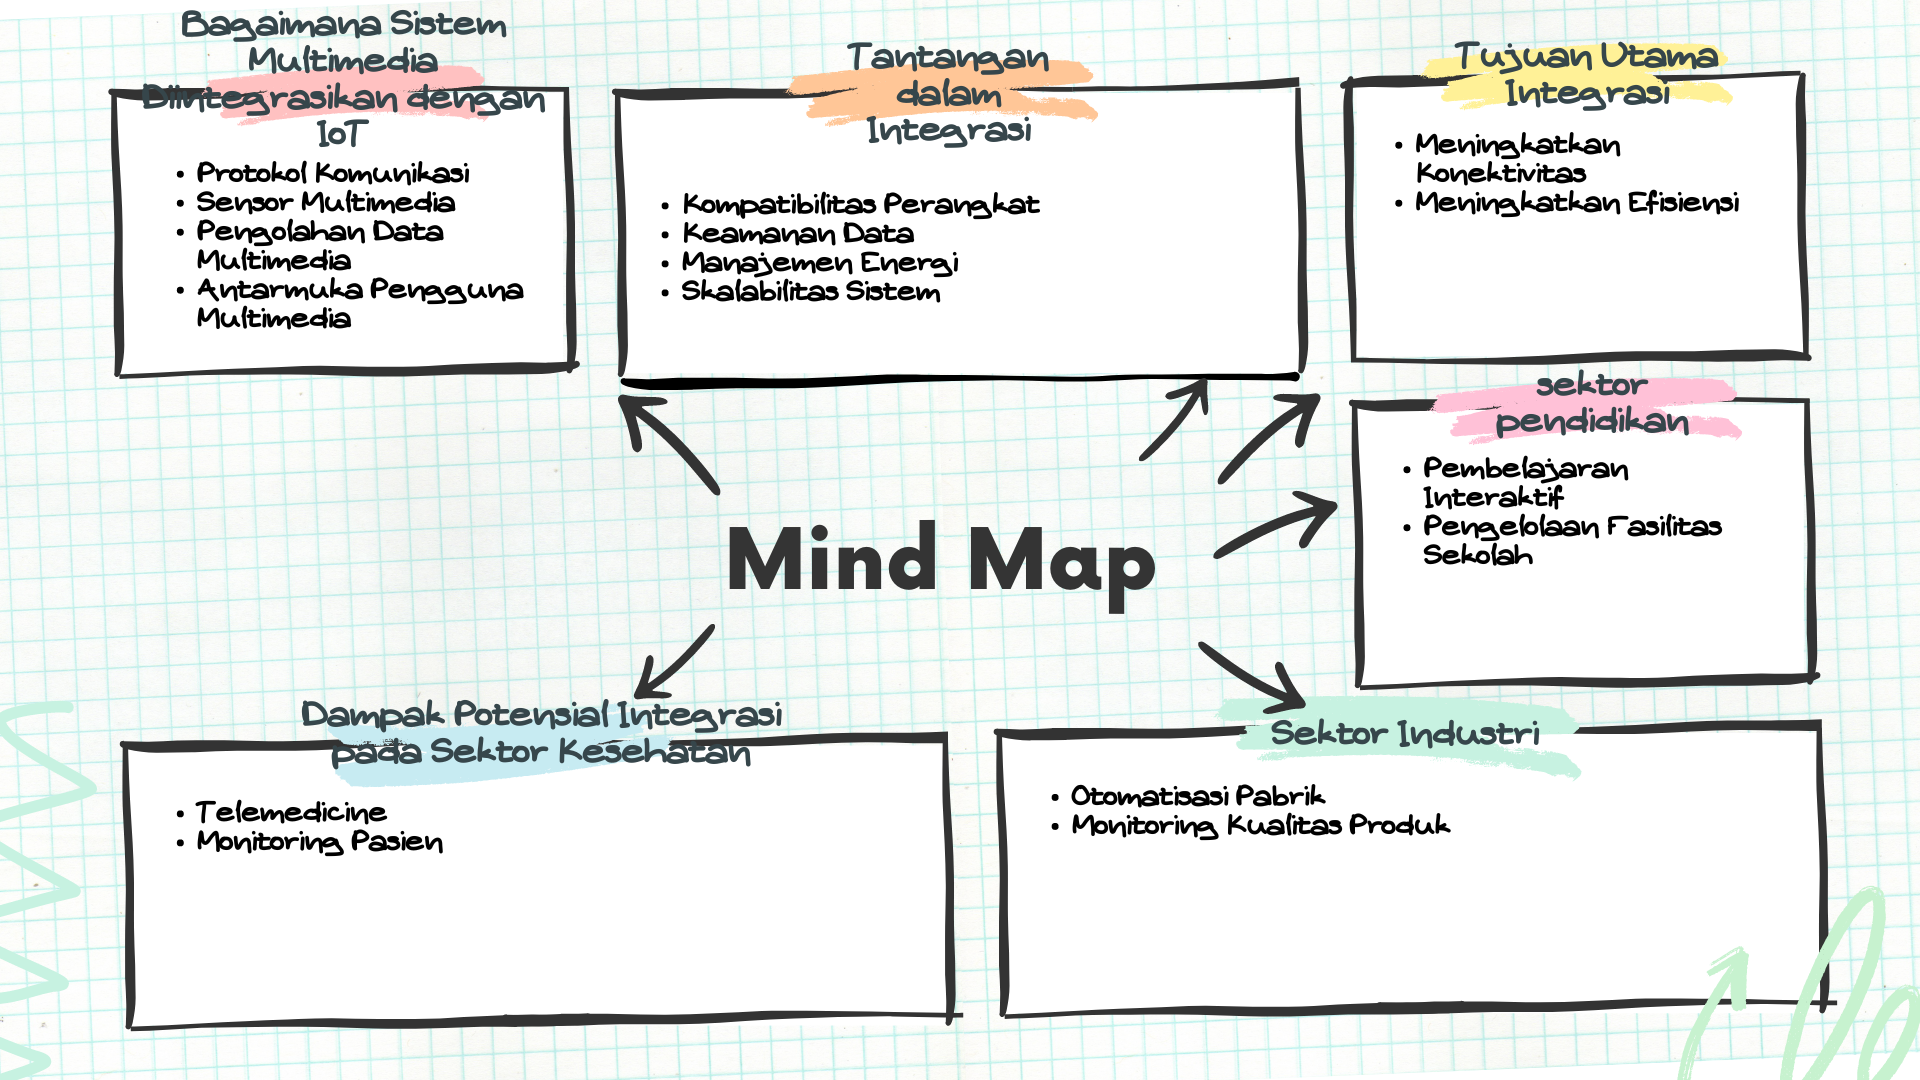 Bagaimana Sistem
Multimedia
Diintegrasikan dengan
IoT
• Protokol Komunikasi
• Sensor Multimedia
• Pengolahan Data
Multimedia
• Antarmuka Pengguna
Multimedia
Tantangan
dalam
Integrasi
• Kompatibilitas Perangkat
• Keamanan Data
• Manajemen Energi
• Skalabilitas Sistem
Tujuan Utama
Integrasi
• Meningkatkan
Konektivitas
• Meningkatkan Efisiensi
sektor
pendidikan
• Pembelajaran
Interaktif
• Pengelolaan Fasilitas
Sekolah
Mind Map
Dampak Potensial Integrasi
pada Sektor Kesehatan
• Telemedicine
• Monitoring Pasien
Sektor Industri
• Otomatisasi Pabrik
• Monitoring Kualitas Produk